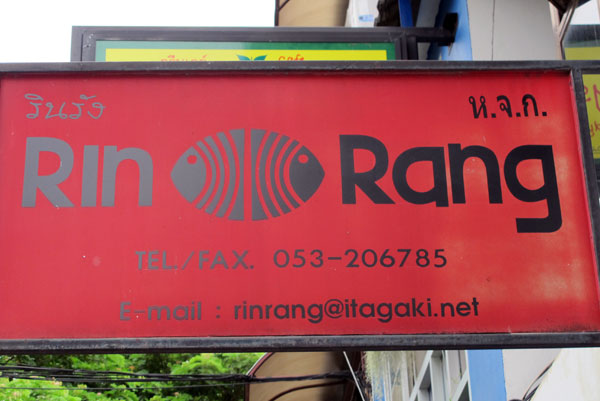 รินรัง ห.จ.ก.
Rin Rang
TEL./FAX. 053-206785
E-mail : rinrang@itagaki.net